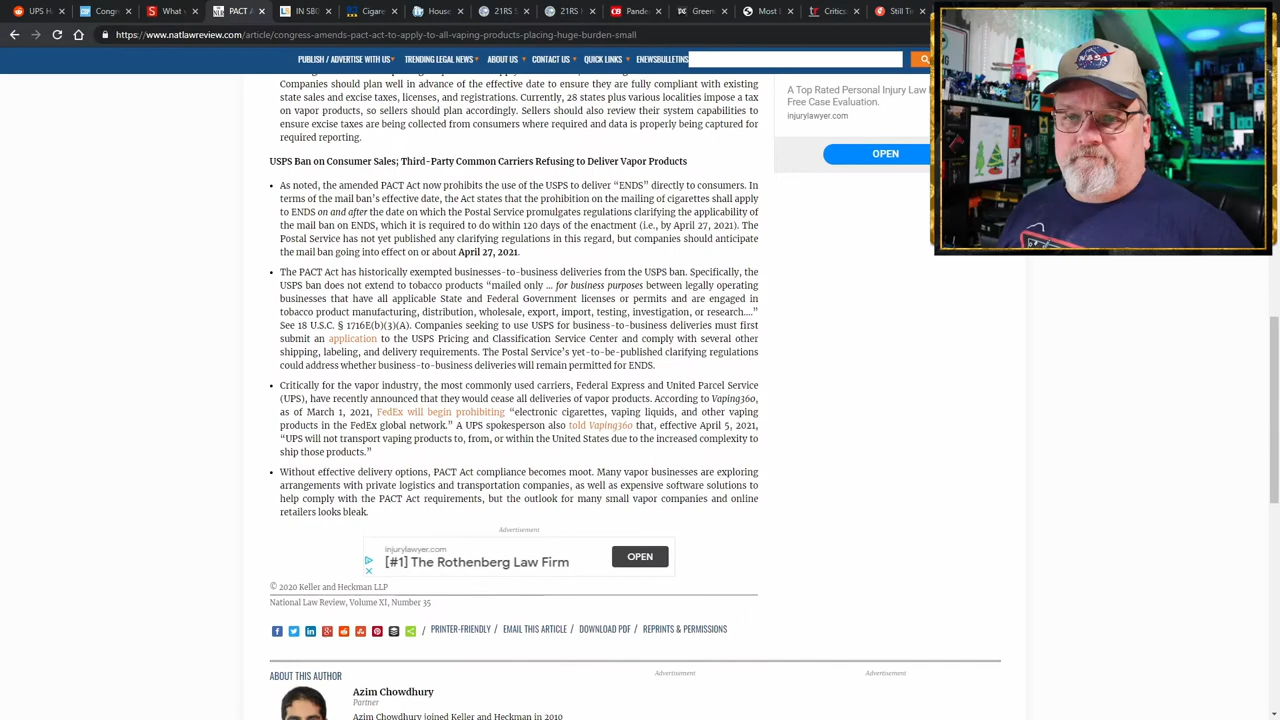 UPS H
Congr
What
21RS
Most
Critic
Pande
https://www.natlawreview.com/article/congress-amends-pact-act-to-apply-to-all-vaping-products-placing-huge-burden-small
PUBLISH / ADVERTISE WITH US
TRENDING LEGAL NEWS
ABOUT US
CONTACT US
QUICK LINKS
ENEWSBULLETINS
Companies should plan well in advance of the effective date to ensure they are fully compliant with existing
state sales and excise taxes, licenses, and registrations. Currently, 28 states plus various localities impose a tax
on vapor products, so sellers should plan accordingly. Sellers should also review their system capabilities to
ensure excise taxes are being collected from consumers where required and data is properly being captured for
required reporting.
USPS Ban on Consumer Sales; Third-Party Common Carriers Refusing to Deliver Vapor Products
• As noted, the amended PACT Act now prohibits the use of the USPS to deliver “ENDS” directly to consumers. In
terms of the mail ban’s effective date, the Act states that the prohibition on the mailing of cigarettes shall apply
to ENDS on and after the date on which the Postal Service promulgates regulations clarifying the applicability of
the mail ban on ENDS, which it is required to do within 120 days of the enactment (i.e., by April 27, 2021). The
Postal Service has not yet published any clarifying regulations in this regard, but companies should anticipate
the mail ban going into effect on or about April 27, 2021.
• The PACT Act has historically exempted businesses-to-business deliveries from the USPS ban. Specifically, the
USPS ban does not extend to tobacco products “mailed only … for business purposes between legally operating
businesses that have all applicable State and Federal Government licenses or permits and are engaged in
tobacco product manufacturing, distribution, wholesale, export, import, testing, investigation, or research….”
See 18 U.S.C. § 1716E(b)(3)(A). Companies seeking to use USPS for business-to-business deliveries must first
submit an application to the USPS Pricing and Classification Service Center and comply with several other
shipping, labeling, and delivery requirements. The Postal Service’s yet-to-be-published clarifying regulations
could address whether business-to-business deliveries will remain permitted for ENDS.
• Critically for the vapor industry, the most commonly used carriers, Federal Express and United Parcel Service
(UPS), have recently announced that they would cease all deliveries of vapor products. According to Vaping360,
as of March 1, 2021, FedEx will begin prohibiting “electronic cigarettes, vaping liquids, and other vaping
products in the FedEx global network.” A UPS spokesperson also told Vaping360 that, effective April 5, 2021,
“UPS will not transport vaping products to, from, or within the United States due to the increased complexity to
ship those products.”
• Without effective delivery options, PACT Act compliance becomes moot. Many vapor businesses are exploring
arrangements with private logistics and transportation companies, as well as expensive software solutions to
help comply with the PACT Act requirements, but the outlook for many small vapor companies and online
retailers looks bleak.
Advertisement
injurylawyer.com
[#1] The Rothenberg Law Firm
OPEN
© 2020 Keller and Heckman LLP
National Law Review, Volume XI, Number 35
/ PRINTER-FRIENDLY / EMAIL THIS ARTICLE / DOWNLOAD PDF / REPRINTS & PERMISSIONS
ABOUT THIS AUTHOR
Azim Chowdhury
Partner
Azim Chowdhury joined Keller and Heckman in 2010
Advertisement
Advertisement
A Top Rated Personal Injury Law
Free Case Evaluation.
injurylawyer.com
OPEN
NASA